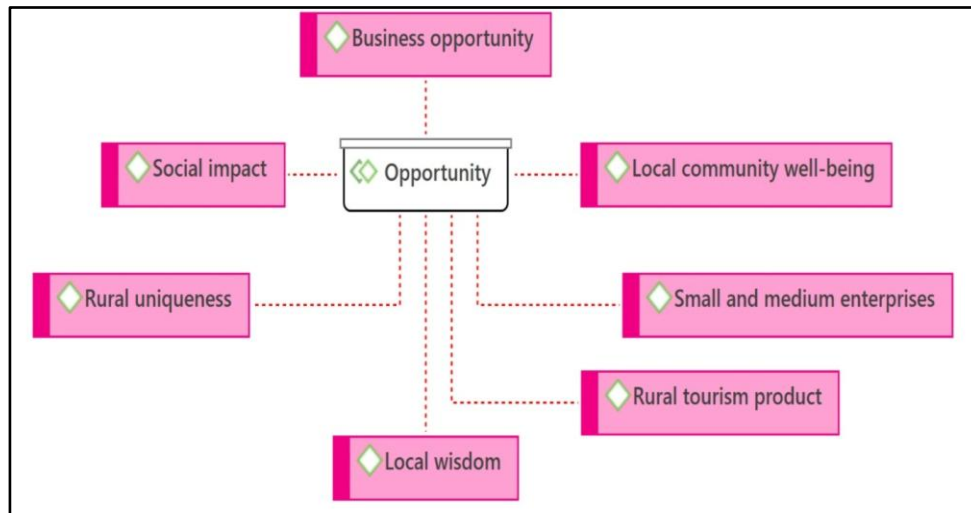 Business opportunity
Social impact
Opportunity
Local community well-being
Rural uniqueness
Small and medium enterprises
Rural tourism product
Local wisdom